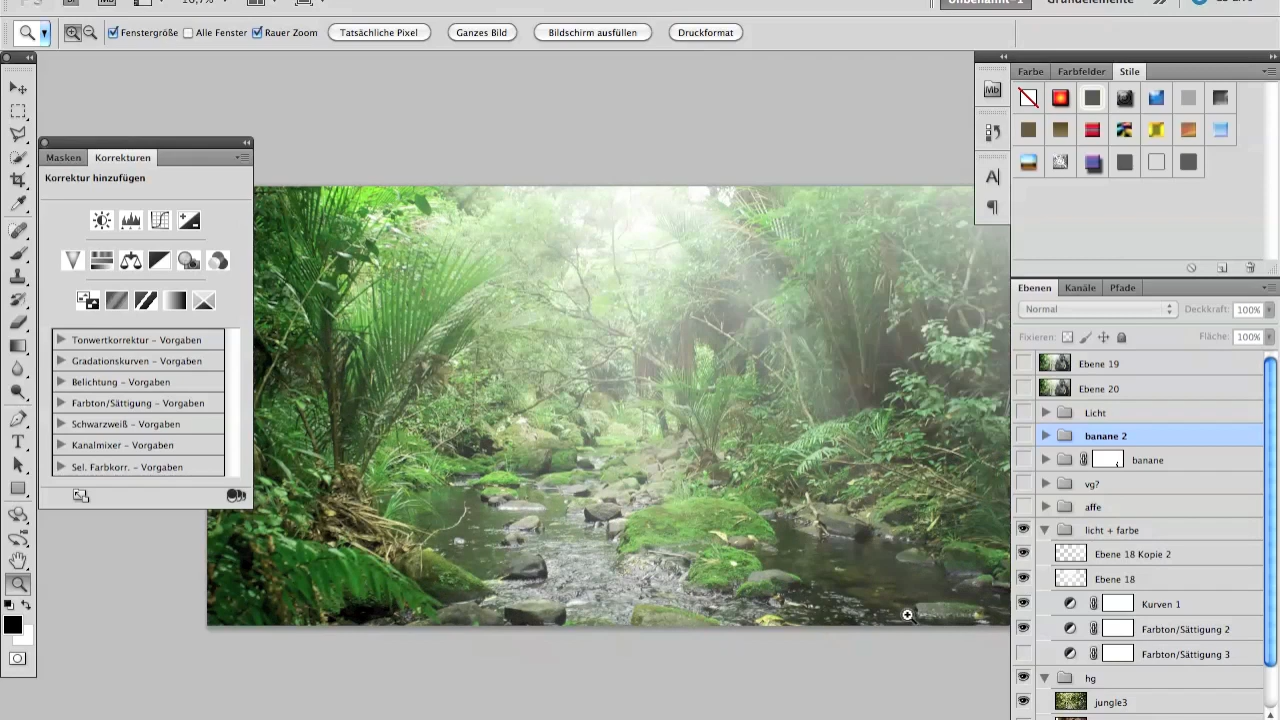 Fenstergröße Alle Fenster Rauer Zoom Tatsächliche Pixel Ganzes Bild Bildschirm ausfüllen Druckformat
Masken Korrekturen
Korrektur hinzufügen
Tonwertkorrektur – Vorgaben
Gradationskurven – Vorgaben
Belichtung – Vorgaben
Farbton/Sättigung – Vorgaben
Schwarzweiß – Vorgaben
Kanalmixer – Vorgaben
Sel. Farbkorr. – Vorgaben
Mb
A
Farbe Farbfelder Stile
Ebenen Kanäle Pfade
Normal Deckkraft: 100%
Fixieren: Fläche: 100%
Ebene 19
Ebene 20
Licht
banane 2
banane
vg?
affe
licht + farbe
Ebene 18 Kopie 2
Ebene 18
Kurven 1
Farbton/Sättigung 2
Farbton/Sättigung 3
hg
jungle3